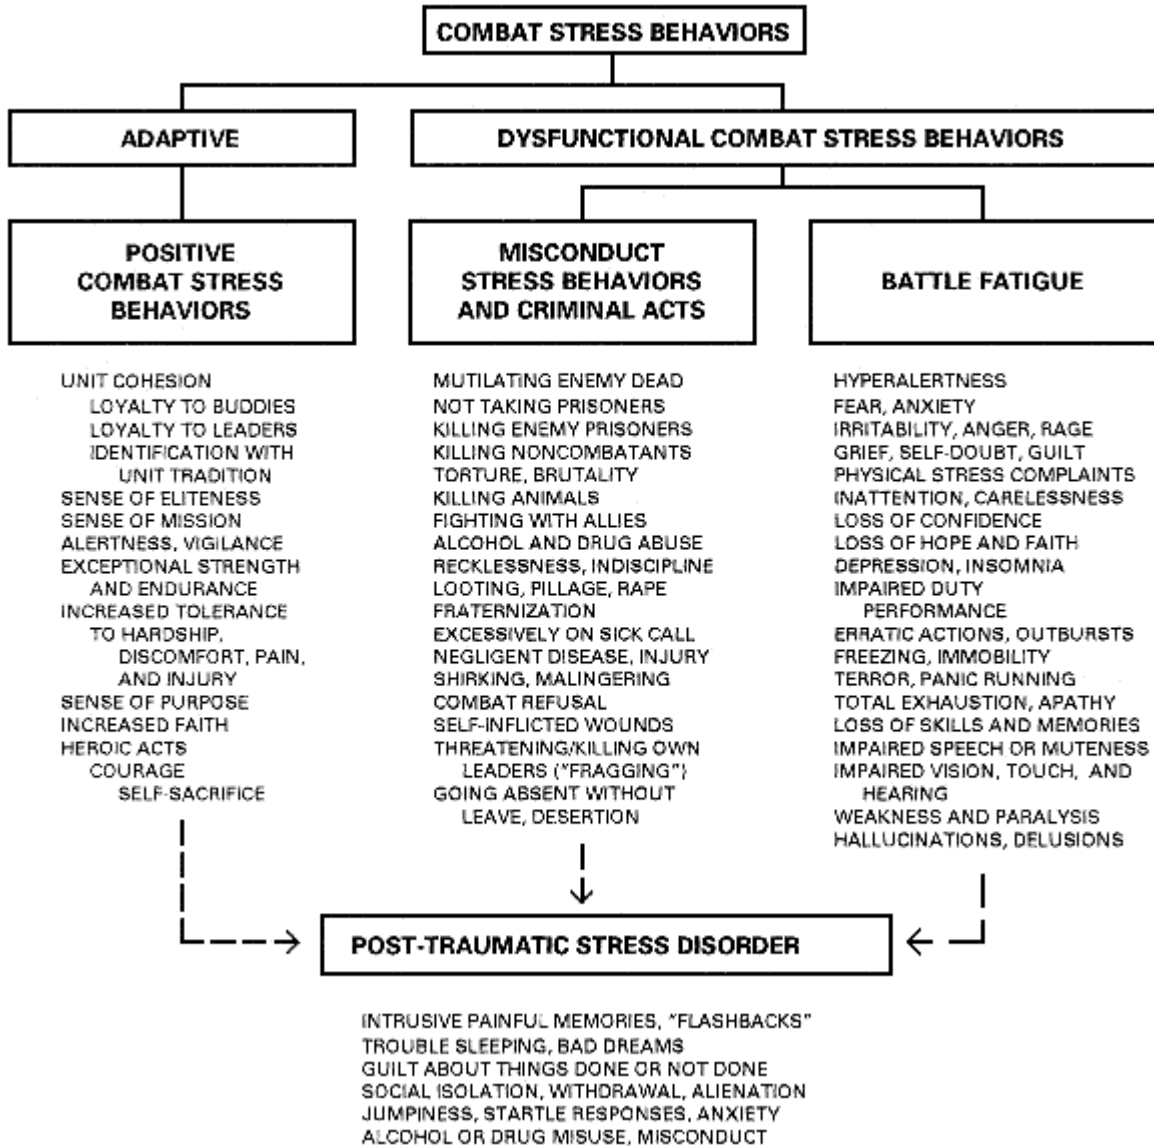 COMBAT STRESS BEHAVIORS
ADAPTIVE
DYSFUNCTIONAL COMBAT STRESS BEHAVIORS
POSITIVE
COMBAT STRESS
BEHAVIORS
MISCONDUCT
STRESS BEHAVIORS
AND CRIMINAL ACTS
BATTLE FATIGUE
UNIT COHESION
LOYALTY TO BUDDIES
LOYALTY TO LEADERS
IDENTIFICATION WITH
UNIT TRADITION
SENSE OF ELITENESS
SENSE OF MISSION
ALERTNESS, VIGILANCE
EXCEPTIONAL STRENGTH
AND ENDURANCE
INCREASED TOLERANCE
TO HARDSHIP,
DISCOMFORT, PAIN,
AND INJURY
SENSE OF PURPOSE
INCREASED FAITH
HEROIC ACTS
COURAGE
SELF-SACRIFICE
MUTILATING ENEMY DEAD
NOT TAKING PRISONERS
KILLING ENEMY PRISONERS
KILLING NONCOMBATANTS
TORTURE, BRUTALITY
KILLING ANIMALS
FIGHTING WITH ALLIES
ALCOHOL AND DRUG ABUSE
RECKLESSNESS, INDISCIPLINE
LOOTING, PILLAGE, RAPE
FRATERNIZATION
EXCESSIVELY ON SICK CALL
NEGLIGENT DISEASE, INJURY
SHIRKING, MALINGERING
COMBAT REFUSAL
SELF-INFLICTED WOUNDS
THREATENING/KILLING OWN
LEADERS ("FRAGGING")
GOING ABSENT WITHOUT
LEAVE, DESERTION
HYPERALERTNESS
FEAR, ANXIETY
IRRITABILITY, ANGER, RAGE
GRIEF, SELF-DOUBT, GUILT
PHYSICAL STRESS COMPLAINTS
INATTENTION, CARELESSNESS
LOSS OF CONFIDENCE
LOSS OF HOPE AND FAITH
DEPRESSION, INSOMNIA
IMPAIRED DUTY
PERFORMANCE
ERRATIC ACTIONS, OUTBURSTS
FREEZING, IMMOBILITY
TERROR, PANIC RUNNING
TOTAL EXHAUSTION, APATHY
LOSS OF SKILLS AND MEMORIES
IMPAIRED SPEECH OR MUTENESS
IMPAIRED VISION, TOUCH, AND
HEARING
WEAKNESS AND PARALYSIS
HALLUCINATIONS, DELUSIONS
POST-TRAUMATIC STRESS DISORDER
INTRUSIVE PAINFUL MEMORIES, "FLASHBACKS"
TROUBLE SLEEPING, BAD DREAMS
GUILT ABOUT THINGS DONE OR NOT DONE
SOCIAL ISOLATION, WITHDRAWAL, ALIENATION
JUMPINESS, STARTLE RESPONSES, ANXIETY
ALCOHOL OR DRUG MISUSE, MISCONDUCT